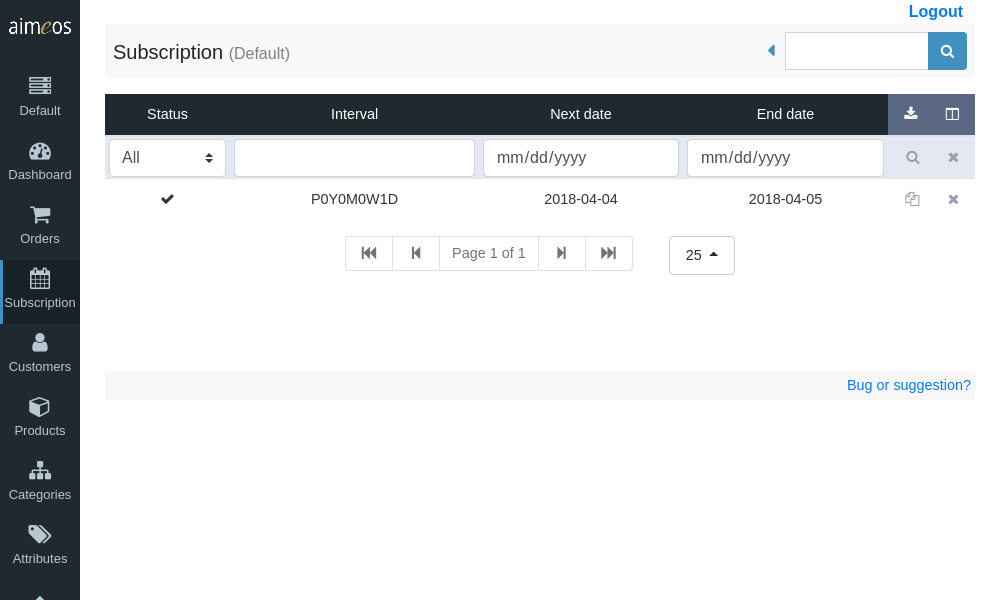 aimeos
Logout
Subscription (Default)
Default
Dashboard
Orders
Subscription
Customers
Products
Categories
Attributes
Status Interval Next date End date
All mm/dd/yyyy mm/dd/yyyy
P0Y0M0W1D 2018-04-04 2018-04-05
Page 1 of 1 25
Bug or suggestion?